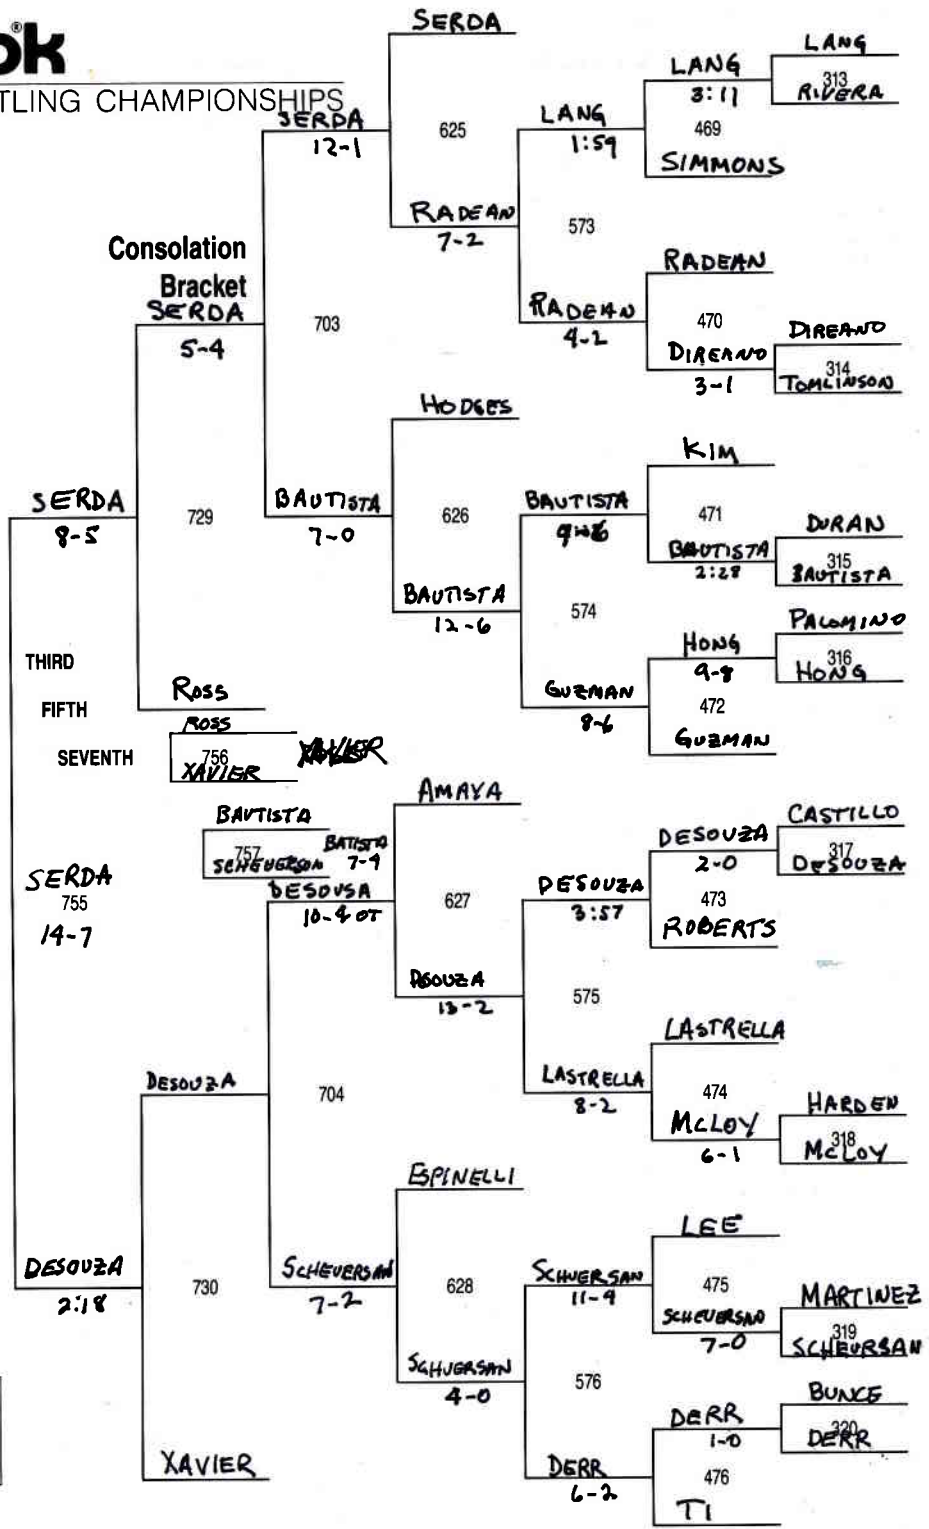 ok®
TLING CHAMPIONSHIPS
SERDA
LANG
LANG
313
RIVERA
3:11
SERDA
12-1
625
LANG
1:59
469
SIMMONS
RADEAN
7-2
573
Consolation
Bracket
RADEAN
SERDA
5-4
703
RADEAN
4-2
470
DIREANO
DIREANO
3-1
314
TOMLINSON
HODGES
KIM
SERDA
8-5
729
BAUTISTA
7-0
626
BAUTISTA
471
DURAN
BAUTISTA
2:28
315
BAUTISTA
BAUTISTA
12-6
574
PALOMINO
HONG
9-8
316
HONG
THIRD
FIFTH
ROSS
GUZMAN
8-6
472
GUZMAN
SEVENTH
ROSS
756
XAVIER
AMAYA
BAUTISTA
757
SCHEUERSON
BATISTA
7-4
CASTILLO
DESOUZA
2-0
317
DESOUZA
SERDA
755
14-7
DESOUSA
10-4 OT
627
DESOUZA
3:57
473
ROBERTS
DSOUZA
13-2
575
LASTRELLA
DESOUZA
704
LASTRELLA
8-2
474
HARDEN
MCLOY
6-1
318
MCLOY
ESPINELLI
LEE
DESOUZA
2:18
730
SCHEUERSAN
7-2
628
SCHUERSAN
11-4
475
MARTINEZ
SCHEUERSAN
7-0
319
SCHEURSAN
SCHUERSAN
4-0
576
BUNCE
DERR
1-0
320
DERR
XAVIER
DERR
6-2
476
TI